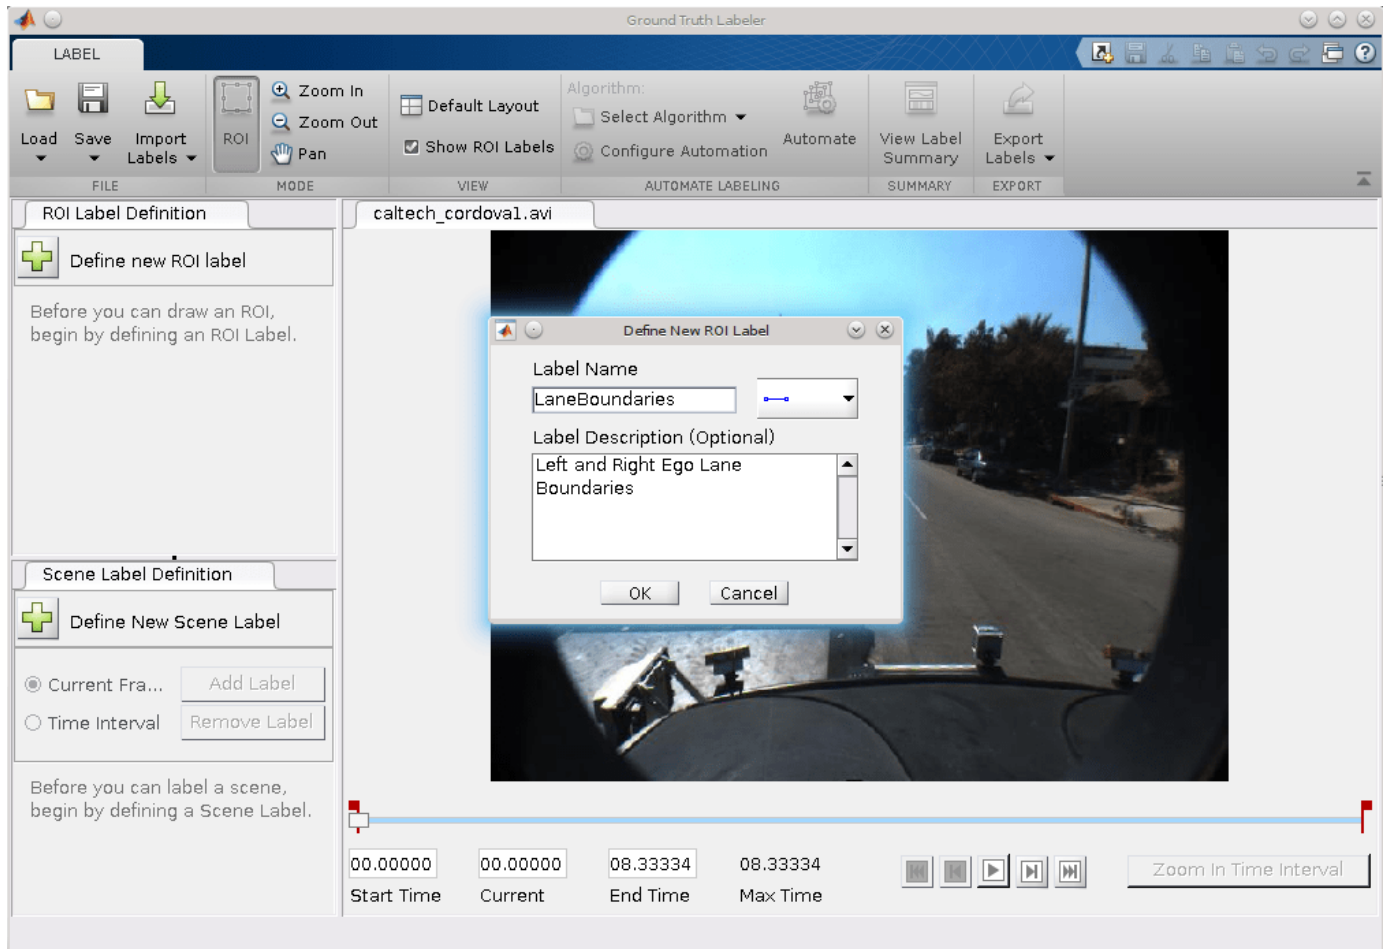 Ground Truth Labeler
LABEL
Load
Save
Import
Labels
ROI
Zoom In
Zoom Out
Pan
Default Layout
Show ROI Labels
Algorithm:
Select Algorithm
Configure Automation
Automate
View Label
Summary
Export
Labels
FILE
MODE
VIEW
AUTOMATE LABELING
SUMMARY
EXPORT
ROI Label Definition
Define new ROI label
Before you can draw an ROI,
begin by defining an ROI Label.
caltech_cordova1.avi
Define New ROI Label
Label Name
LaneBoundaries
Label Description (Optional)
Left and Right Ego Lane
Boundaries
OK
Cancel
Scene Label Definition
Define New Scene Label
Current Fra...
Add Label
Time Interval
Remove Label
Before you can label a scene,
begin by defining a Scene Label.
00.00000
00.00000
08.33334
08.33334
Start Time
Current
End Time
Max Time
Zoom In Time Interval